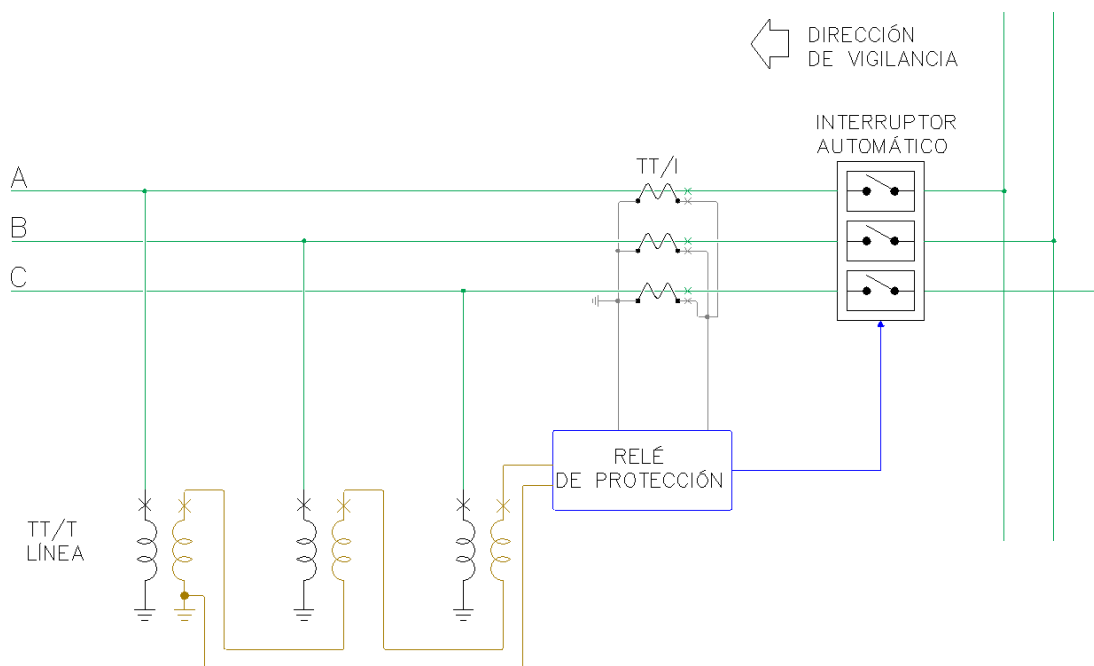 DIRECCIÓN
DE VIGILANCIA
INTERRUPTOR
AUTOMÁTICO
TT/I
A
B
C
RELÉ
DE PROTECCIÓN
TT/T
LÍNEA